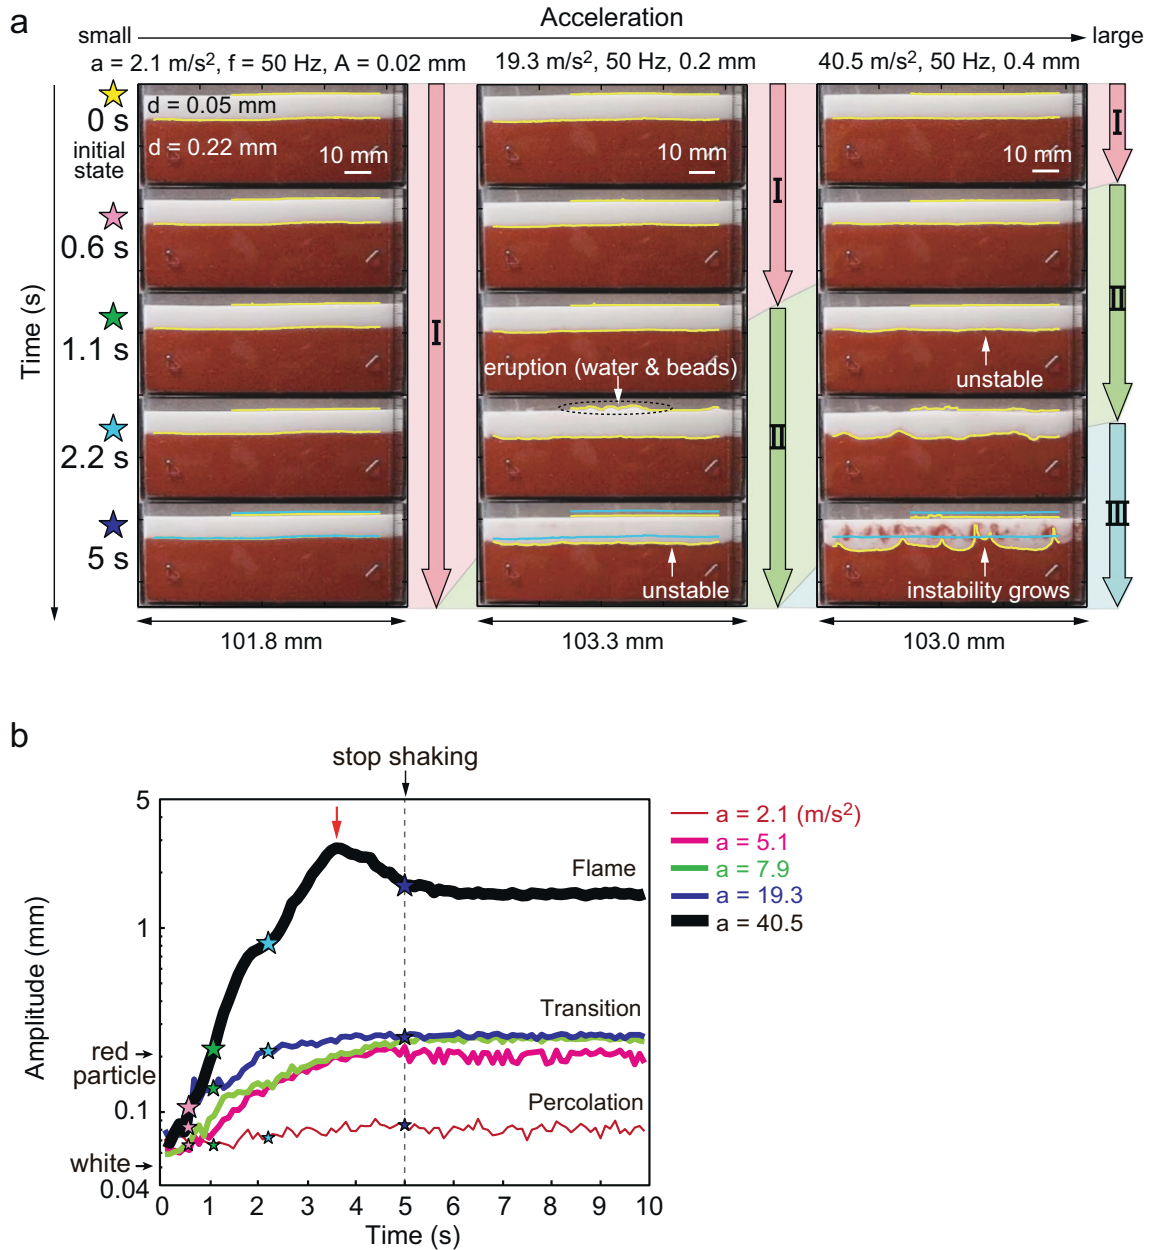 a
Acceleration
small
large
a = 2.1 m/s², f = 50 Hz, A = 0.02 mm
19.3 m/s², 50 Hz, 0.2 mm
40.5 m/s², 50 Hz, 0.4 mm
Time (s)
0 s
initial
state
d = 0.05 mm
d = 0.22 mm
10 mm
10 mm
10 mm
I
I
I
0.6 s
1.1 s
II
unstable
eruption (water & beads)
2.2 s
II
III
5 s
unstable
instability grows
101.8 mm
103.3 mm
103.0 mm
b
stop shaking
5
1
0.1
0.04
Amplitude (mm)
red
particle
white
Flame
Transition
Percolation
a = 2.1 (m/s²)
a = 5.1
a = 7.9
a = 19.3
a = 40.5
0 1 2 3 4 5 6 7 8 9 10
Time (s)